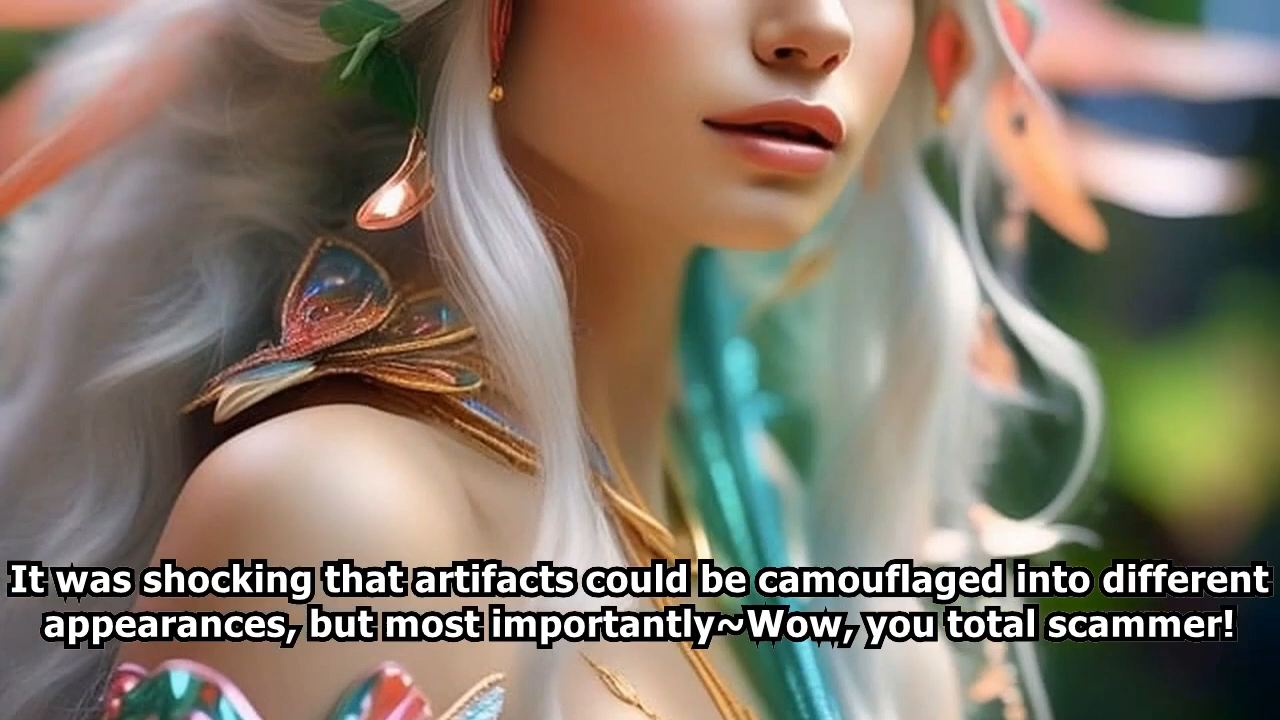 It was shocking that artifacts could be camouflaged into different
appearances, but most importantly~Wow, you total scammer!